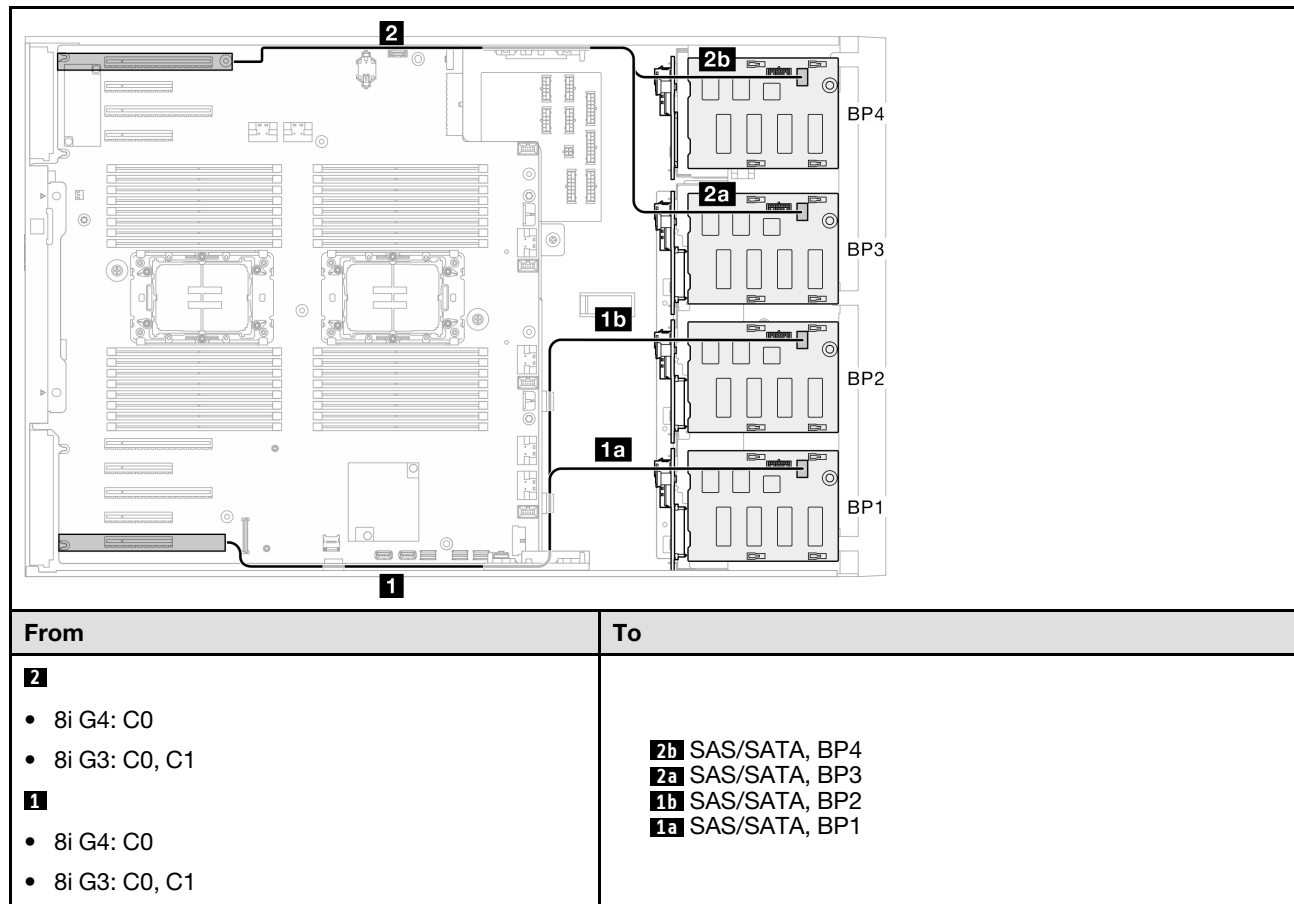 2
2b
BP4
2a
BP3
1b
BP2
1a
BP1
1
From To
2
• 8i G4: C0
• 8i G3: C0, C1
1
• 8i G4: C0
• 8i G3: C0, C1
2b SAS/SATA, BP4
2a SAS/SATA, BP3
1b SAS/SATA, BP2
1a SAS/SATA, BP1